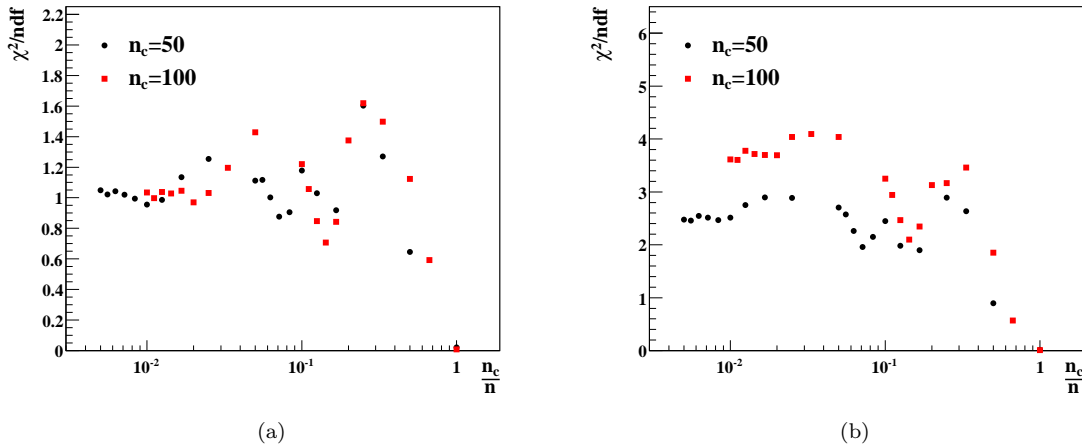 χ²/ndf
2.2
2
1.8
1.6
1.4
1.2
1
0.8
0.6
0.4
0.2
0
n_c=50
n_c=100
10⁻²
10⁻¹
1
n_c
n
(a)
χ²/ndf
6
5
4
3
2
1
0
n_c=50
n_c=100
10⁻²
10⁻¹
1
n_c
n
(b)